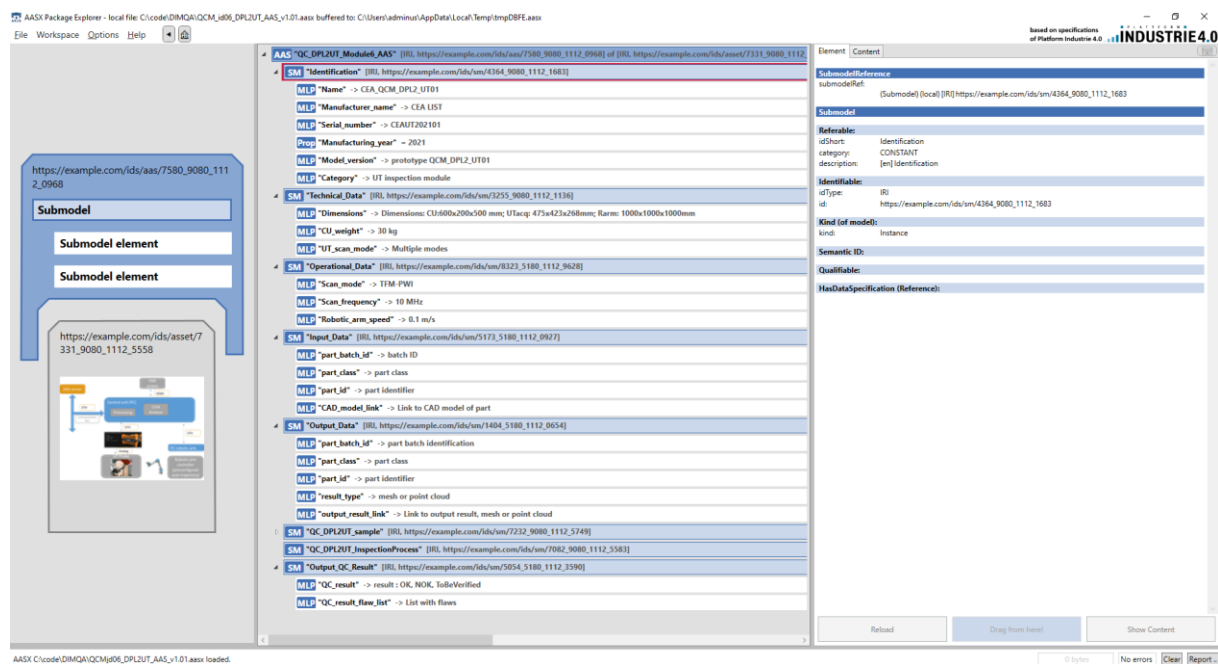 AASX Package Explorer - local file: C:\code\DIMQA\QCM_id06_DPL2UT_AAS_v1.01.aasx buffered to: C:\Users\adminus\AppData\Local\Temp\tmpDBFE.aasx
File Workspace Options Help
based on specifications
of Platform Industrie 4.0
PLATTFORM
INDUSTRIE4.0
https://example.com/ids/aas/7580_9080_111
2_0968
Submodel
Submodel element
Submodel element
https://example.com/ids/asset/7
331_9080_1112_5558
AAS "QC_DPL2UT_Module6_AAS" [IRI, https://example.com/ids/aas/7580_9080_1112_0968] of [IRI, https://example.com/ids/asset/7331_9080_1112_
SM "Identification" [IRI, https://example.com/ids/sm/4364_9080_1112_1683]
MLP "Name" -> CEA_QCM_DPL2_UT01
MLP "Manufacturer_name" -> CEA LIST
MLP "Serial_number" -> CEAUT202101
Prop "Manufacturing_year" = 2021
MLP "Model_version" -> prototype QCM_DPL2_UT01
MLP "Category" -> UT inspection module
SM "Technical_Data" [IRI, https://example.com/ids/sm/3255_9080_1112_1136]
MLP "Dimensions" -> Dimensions: CU:600x200x500 mm; UTacq: 475x423x268mm; Rarm: 1000x1000x1000mm
MLP "CU_weight" -> 30 kg
MLP "UT_scan_mode" -> Multiple modes
SM "Operational_Data" [IRI, https://example.com/ids/sm/8323_5180_1112_9628]
MLP "Scan_mode" -> TFM-PWI
MLP "Scan_frequency" -> 10 MHz
MLP "Robotic_arm_speed" -> 0.1 m/s
SM "Input_Data" [IRI, https://example.com/ids/sm/5173_5180_1112_0927]
MLP "part_batch_id" -> batch ID
MLP "part_class" -> part class
MLP "part_id" -> part identifier
MLP "CAD_model_link" -> Link to CAD model of part
SM "Output_Data" [IRI, https://example.com/ids/sm/1404_5180_1112_0654]
MLP "part_batch_id" -> part batch identification
MLP "part_class" -> part class
MLP "part_id" -> part identifier
MLP "result_type" -> mesh or point cloud
MLP "output_result_link" -> Link to output result, mesh or point cloud
SM "QC_DPL2UT_sample" [IRI, https://example.com/ids/sm/7232_9080_1112_5749]
SM "QC_DPL2UT_InspectionProcess" [IRI, https://example.com/ids/sm/7082_9080_1112_5583]
SM "Output_QC_Result" [IRI, https://example.com/ids/sm/5054_5180_1112_3590]
MLP "QC_result" -> result : OK, NOK, ToBeVerified
MLP "QC_result_flaw_list" -> List with flaws
Element Content
SubmodelReference
submodelRef:
(Submodel) (local) [IRI] https://example.com/ids/sm/4364_9080_1112_1683
Submodel
Referable:
idShort: Identification
category: CONSTANT
description: [en] Identification
Identifiable:
idType: IRI
id: https://example.com/ids/sm/4364_9080_1112_1683
Kind (of model):
kind: Instance
Semantic ID:
Qualifiable:
HasDataSpecification (Reference):
Reload Drag from here! Show Content
AASX C:\code\DIMQA\QCM_id06_DPL2UT_AAS_v1.01.aasx loaded.
0 bytes No errors Clear Report..